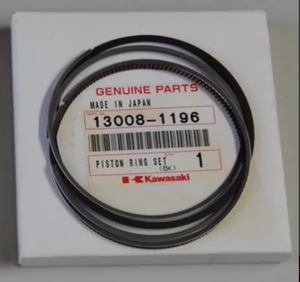 GENUINE PARTS
MADE IN JAPAN
13008-1196
PISTON RING SET 1
Kawasaki